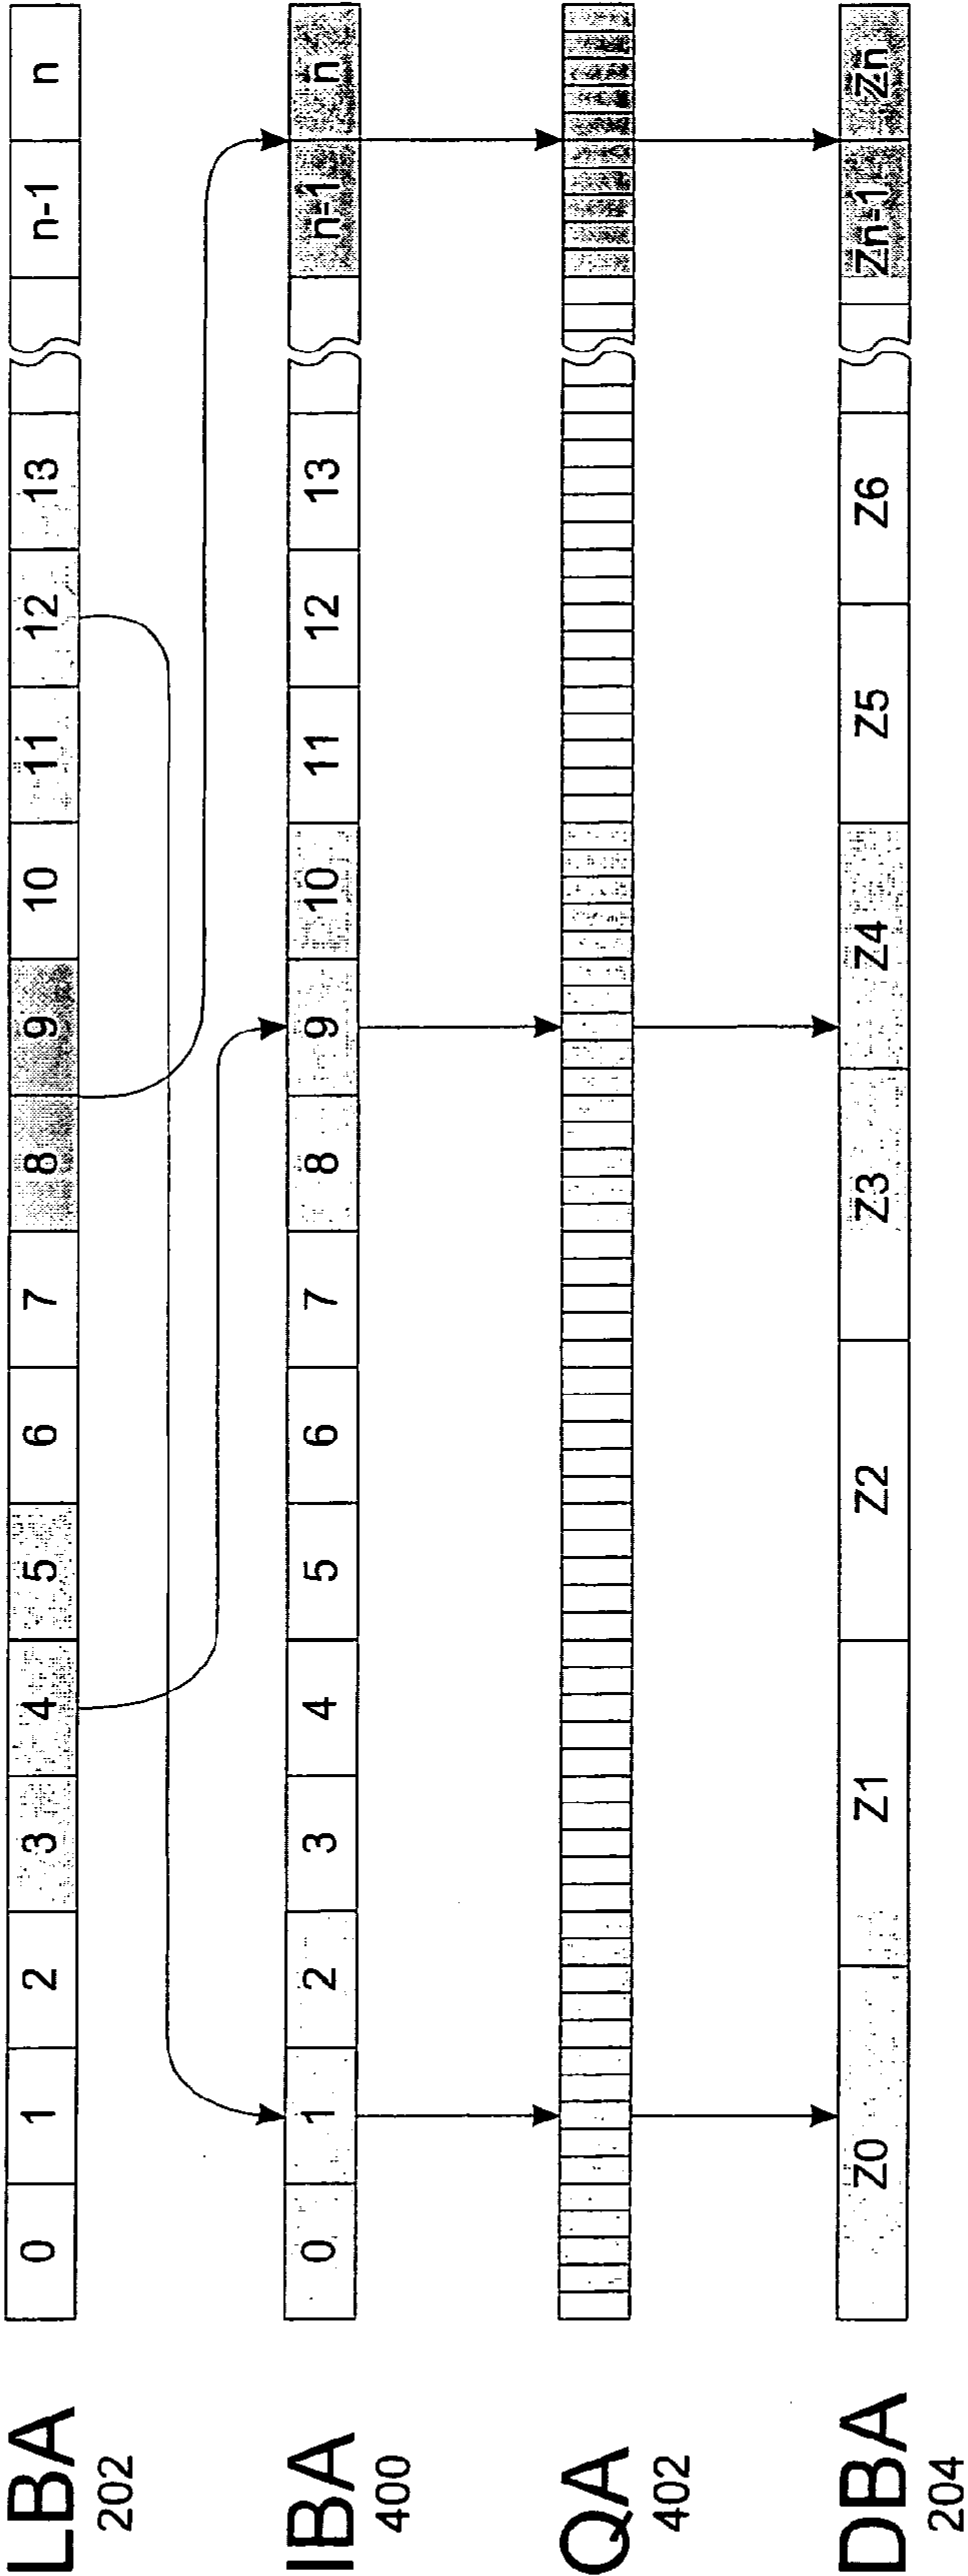 LBA 0 1 2 3 4 5 6 7 8 9 10 11 12 13 n-1 n
202
IBA 0 1 2 3 4 5 6 7 8 9 10 11 12 13 n-1 n
400
QA
402
DBA Z0 Z1 Z2 Z3 Z4 Z5 Z6 Zn-1 Zn
204